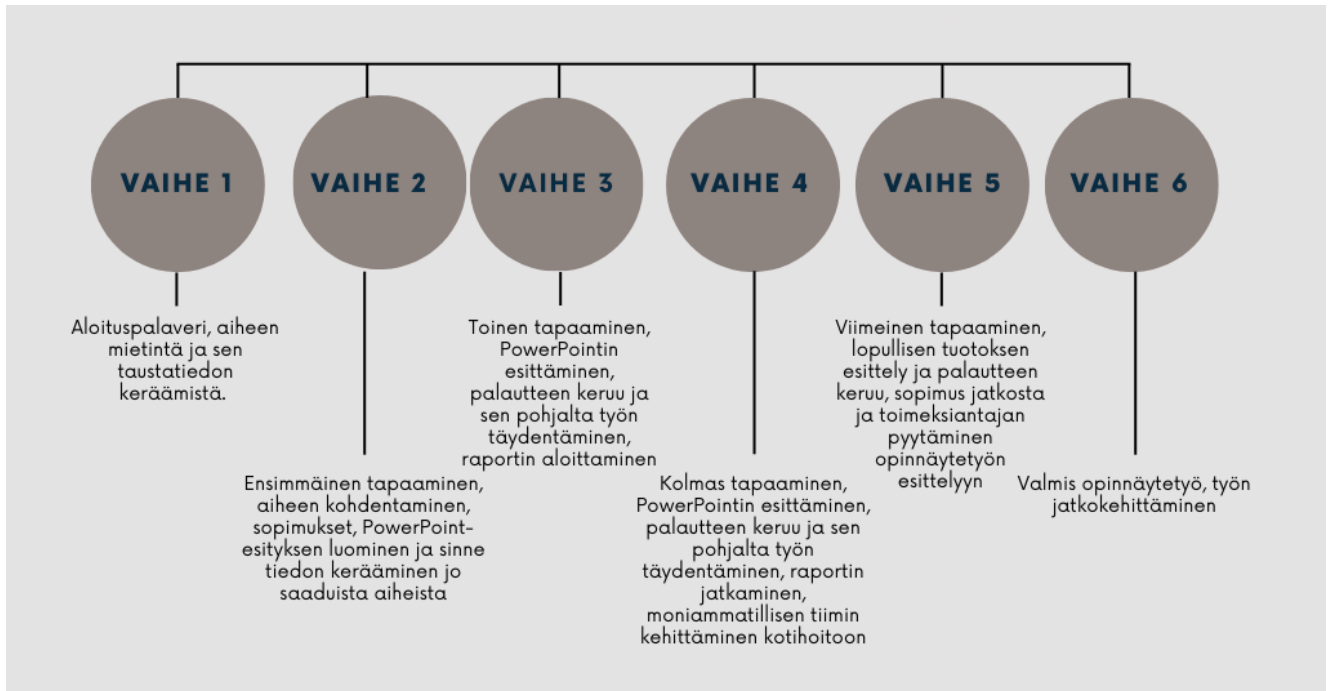 VAIHE 1
VAIHE 2
VAIHE 3
VAIHE 4
VAIHE 5
VAIHE 6
Aloituspalaveri, aiheen
mietintä ja sen
taustatiedon
keräämistä.
Ensimmäinen tapaaminen,
aiheen kohdentaminen,
sopimukset, PowerPoint-
esityksen luominen ja sinne
tiedon kerääminen jo
saaduista aiheista
Toinen tapaaminen,
PowerPointin
esittäminen,
palautteen keruu ja
sen pohjalta työn
täydentäminen,
raportin aloittaminen
Kolmas tapaaminen,
PowerPointin esittäminen,
palautteen keruu ja sen
pohjalta työn
täydentäminen, raportin
jatkaminen,
moniammatillisen tiimin
kehittäminen kotihoitoon
Viimeinen tapaaminen,
lopullisen tuotoksen
esittely ja palautteen
keruu, sopimus jatkosta
ja toimeksiantajan
pyytäminen
opinnäytetyön
esittelyyn
Valmis opinnäytetyö, työn
jatkokehittäminen